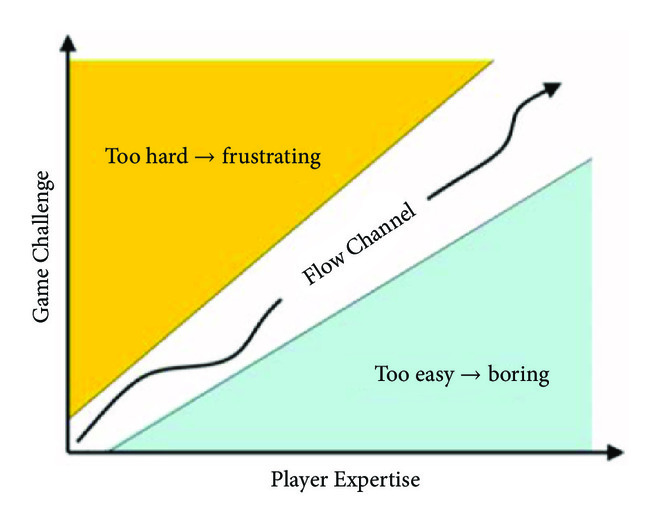 Too hard → frustrating
Game Challenge
Flow Channel
Too easy → boring
Player Expertise